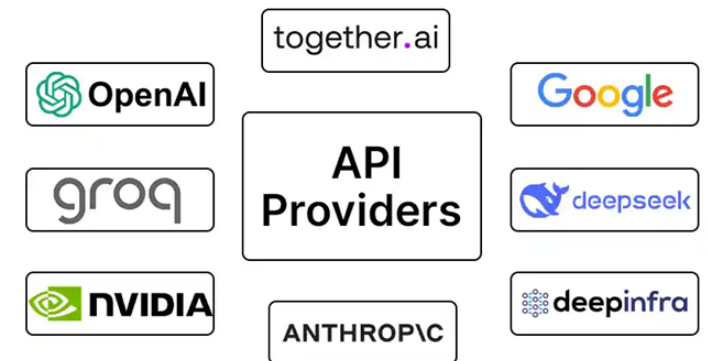 together.ai
OpenAI
Google
API
Providers
groq
deepseek
NVIDIA
deepinfra
ANTHROP\C